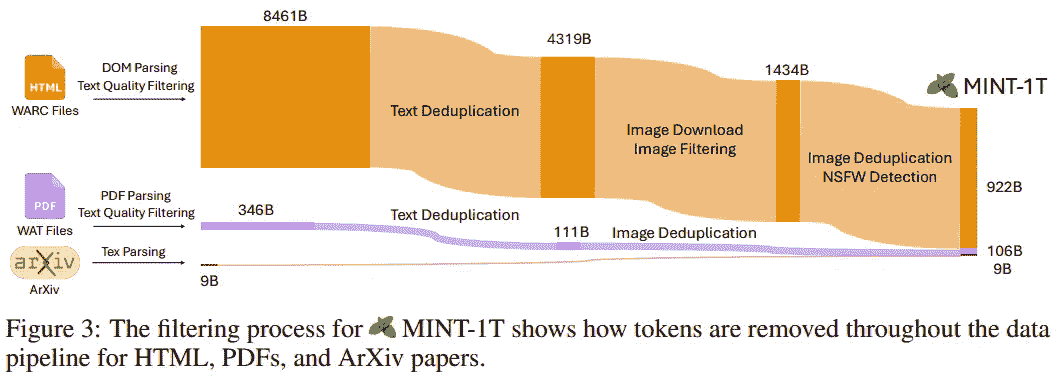 8461B
4319B
1434B
MINT-1T
HTML
WARC Files
DOM Parsing
Text Quality Filtering
Text Deduplication
Image Download
Image Filtering
Image Deduplication
NSFW Detection
922B
PDF
WAT Files
PDF Parsing
Text Quality Filtering
346B
Text Deduplication
111B
Image Deduplication
106B
arXiv
ArXiv
Tex Parsing
9B
9B
Figure 3: The filtering process for MINT-1T shows how tokens are removed throughout the data
pipeline for HTML, PDFs, and ArXiv papers.